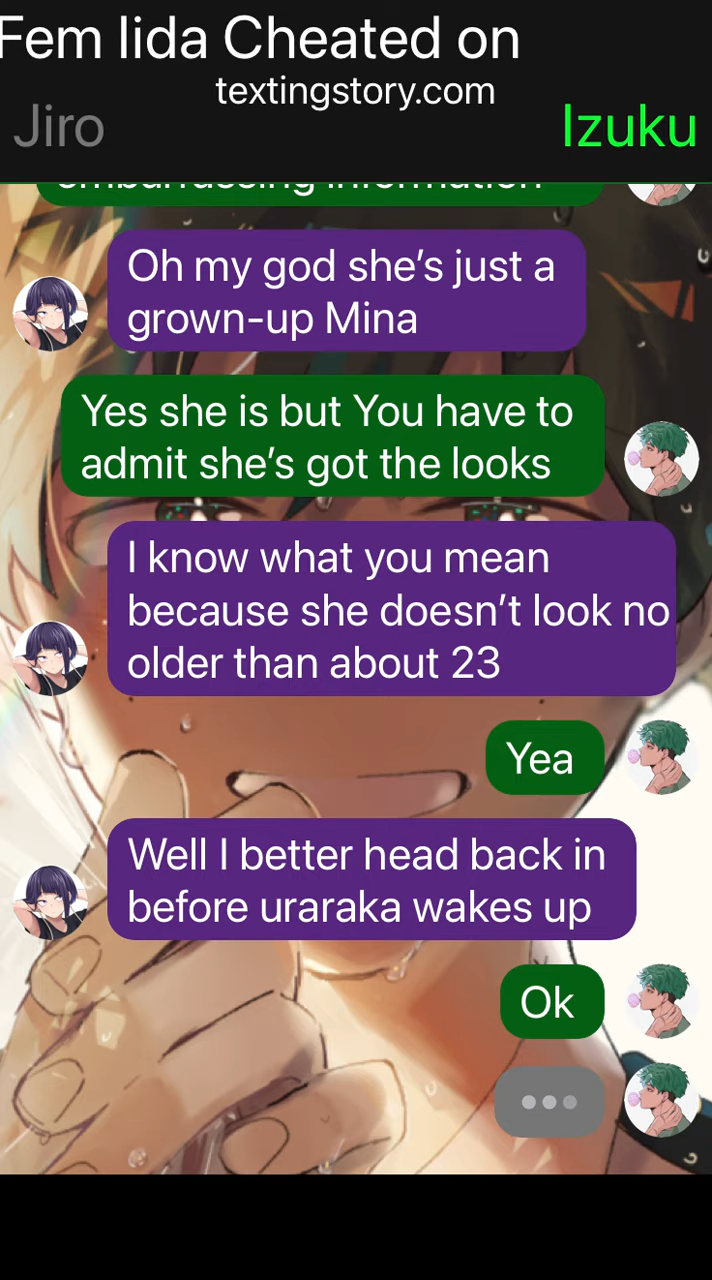 Fem Iida Cheated on
textingstory.com
Jiro
Izuku
embarrassing information
Oh my god she’s just a
grown-up Mina
Yes she is but You have to
admit she’s got the looks
I know what you mean
because she doesn’t look no
older than about 23
Yea
Well I better head back in
before uraraka wakes up
Ok